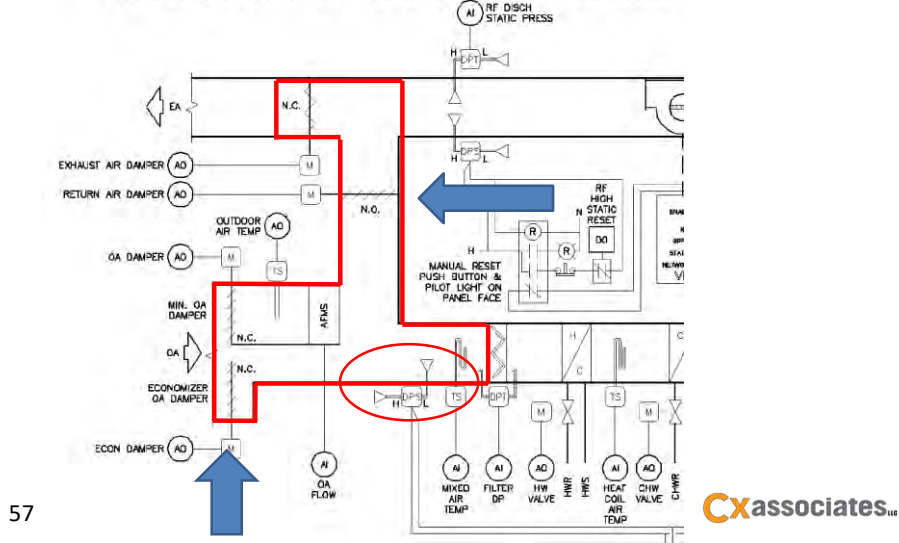 AI
RF DISCH
STATIC PRESS
H
L
DPT
EA
N.C.
DPS
H
L
EXHAUST AIR DAMPER
AO
M
RETURN AIR DAMPER
AO
M
N.O.
RF
HIGH
STATIC
RESET
N
OUTDOOR
AIR TEMP
AO
R
DO
H
R
OA DAMPER
AO
M
TS
MANUAL RESET
PUSH BUTTON &
PILOT LIGHT ON
PANEL FACE
MIN. OA
DAMPER
AFMS
N.C.
H
C
OA
N.C.
ECONOMIZER
OA DAMPER
H
DPS
L
TS
DPT
M
TS
M
ECON DAMPER
AO
M
AI
OA
FLOW
AI
MIXED
AIR
TEMP
AI
FILTER
DP
AO
HW
VALVE
HWR
HWS
AI
HEAT
COIL
AIR
TEMP
AO
CHW
VALVE
CHWR
57
CXassociates LLC